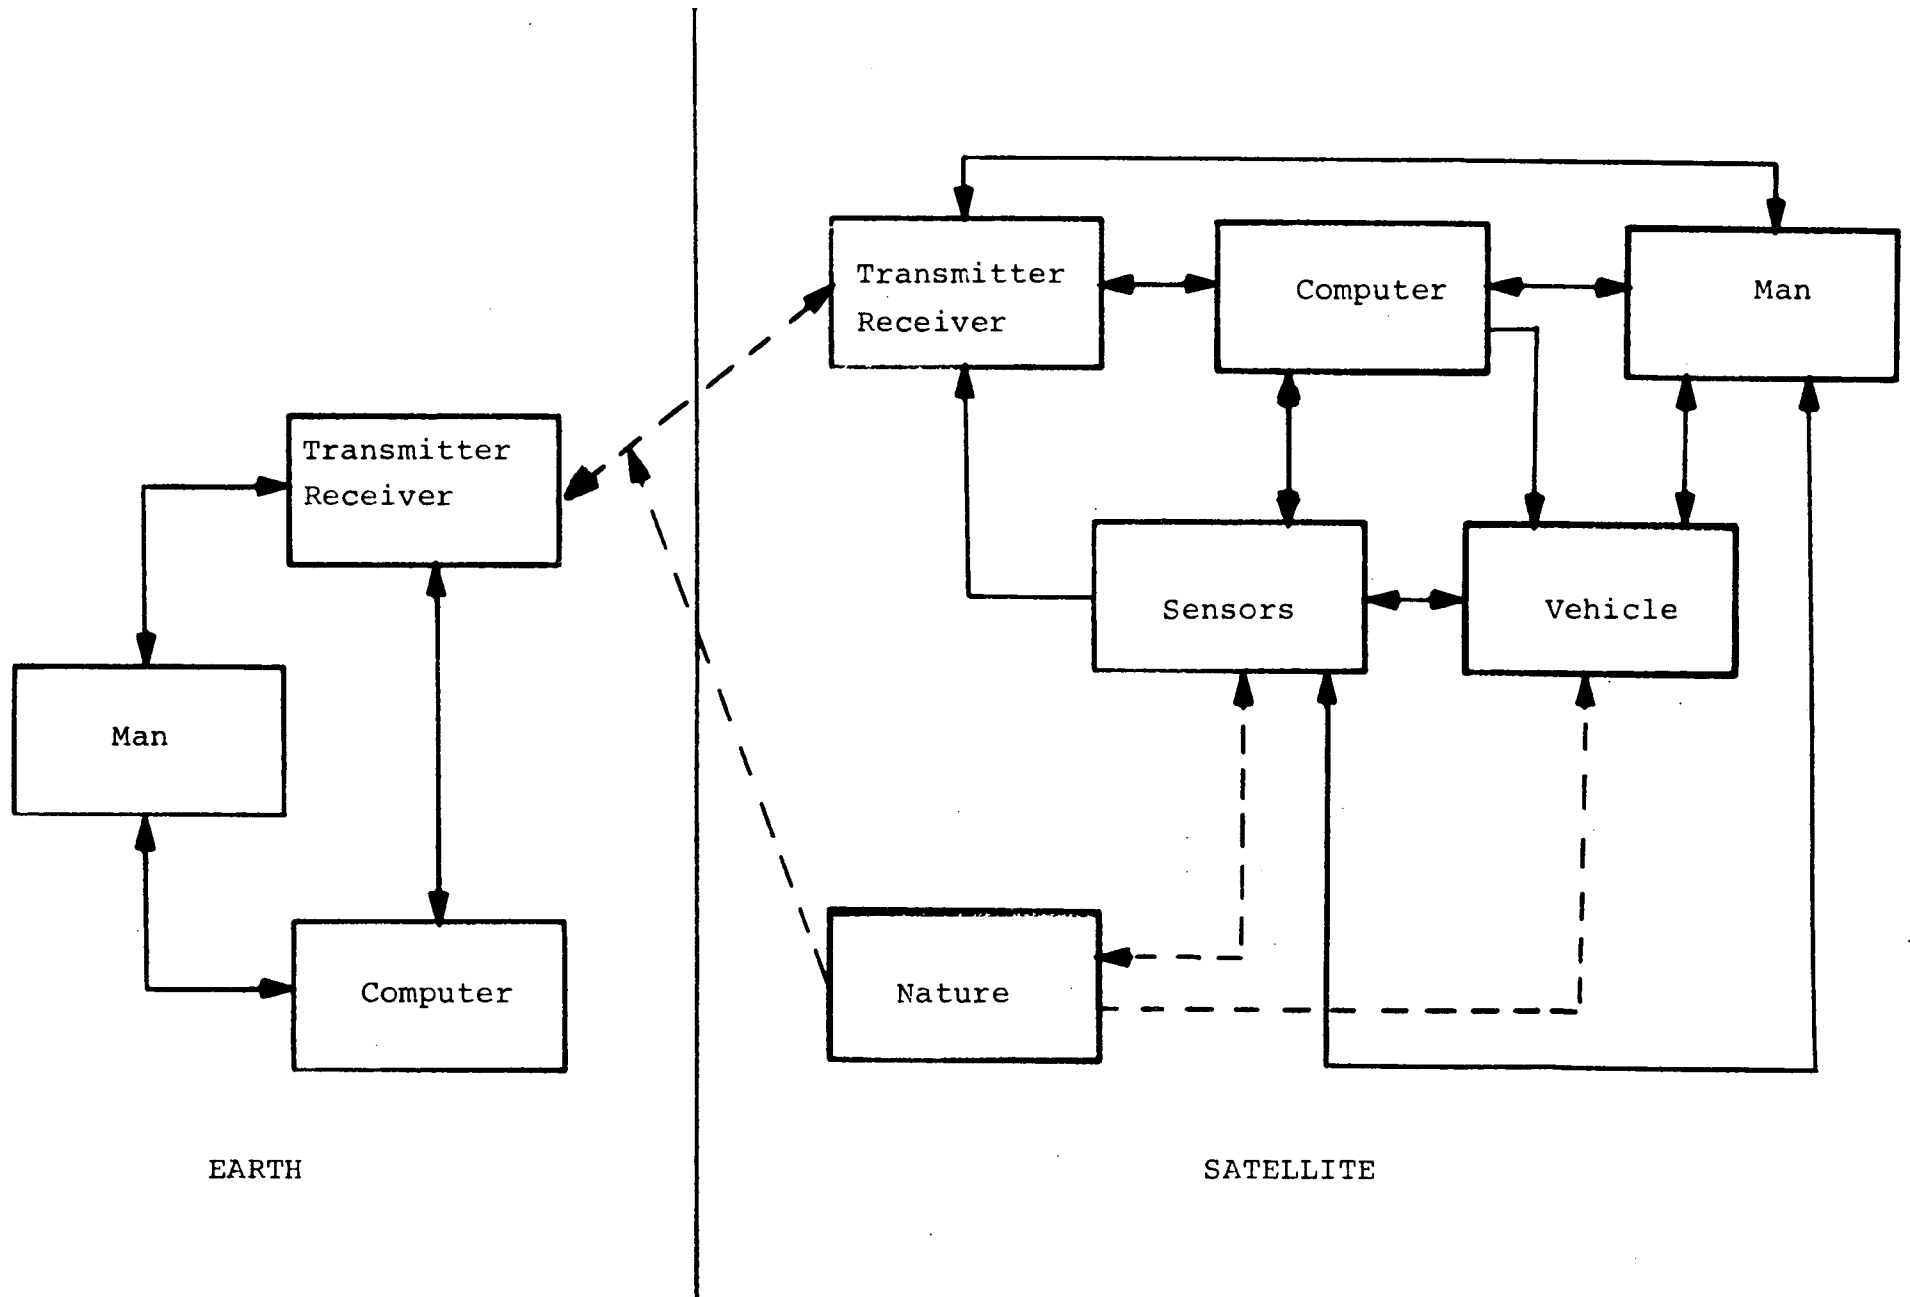 Transmitter
Receiver
Man
Computer
EARTH
Transmitter
Receiver
Computer
Man
Sensors
Vehicle
Nature
SATELLITE